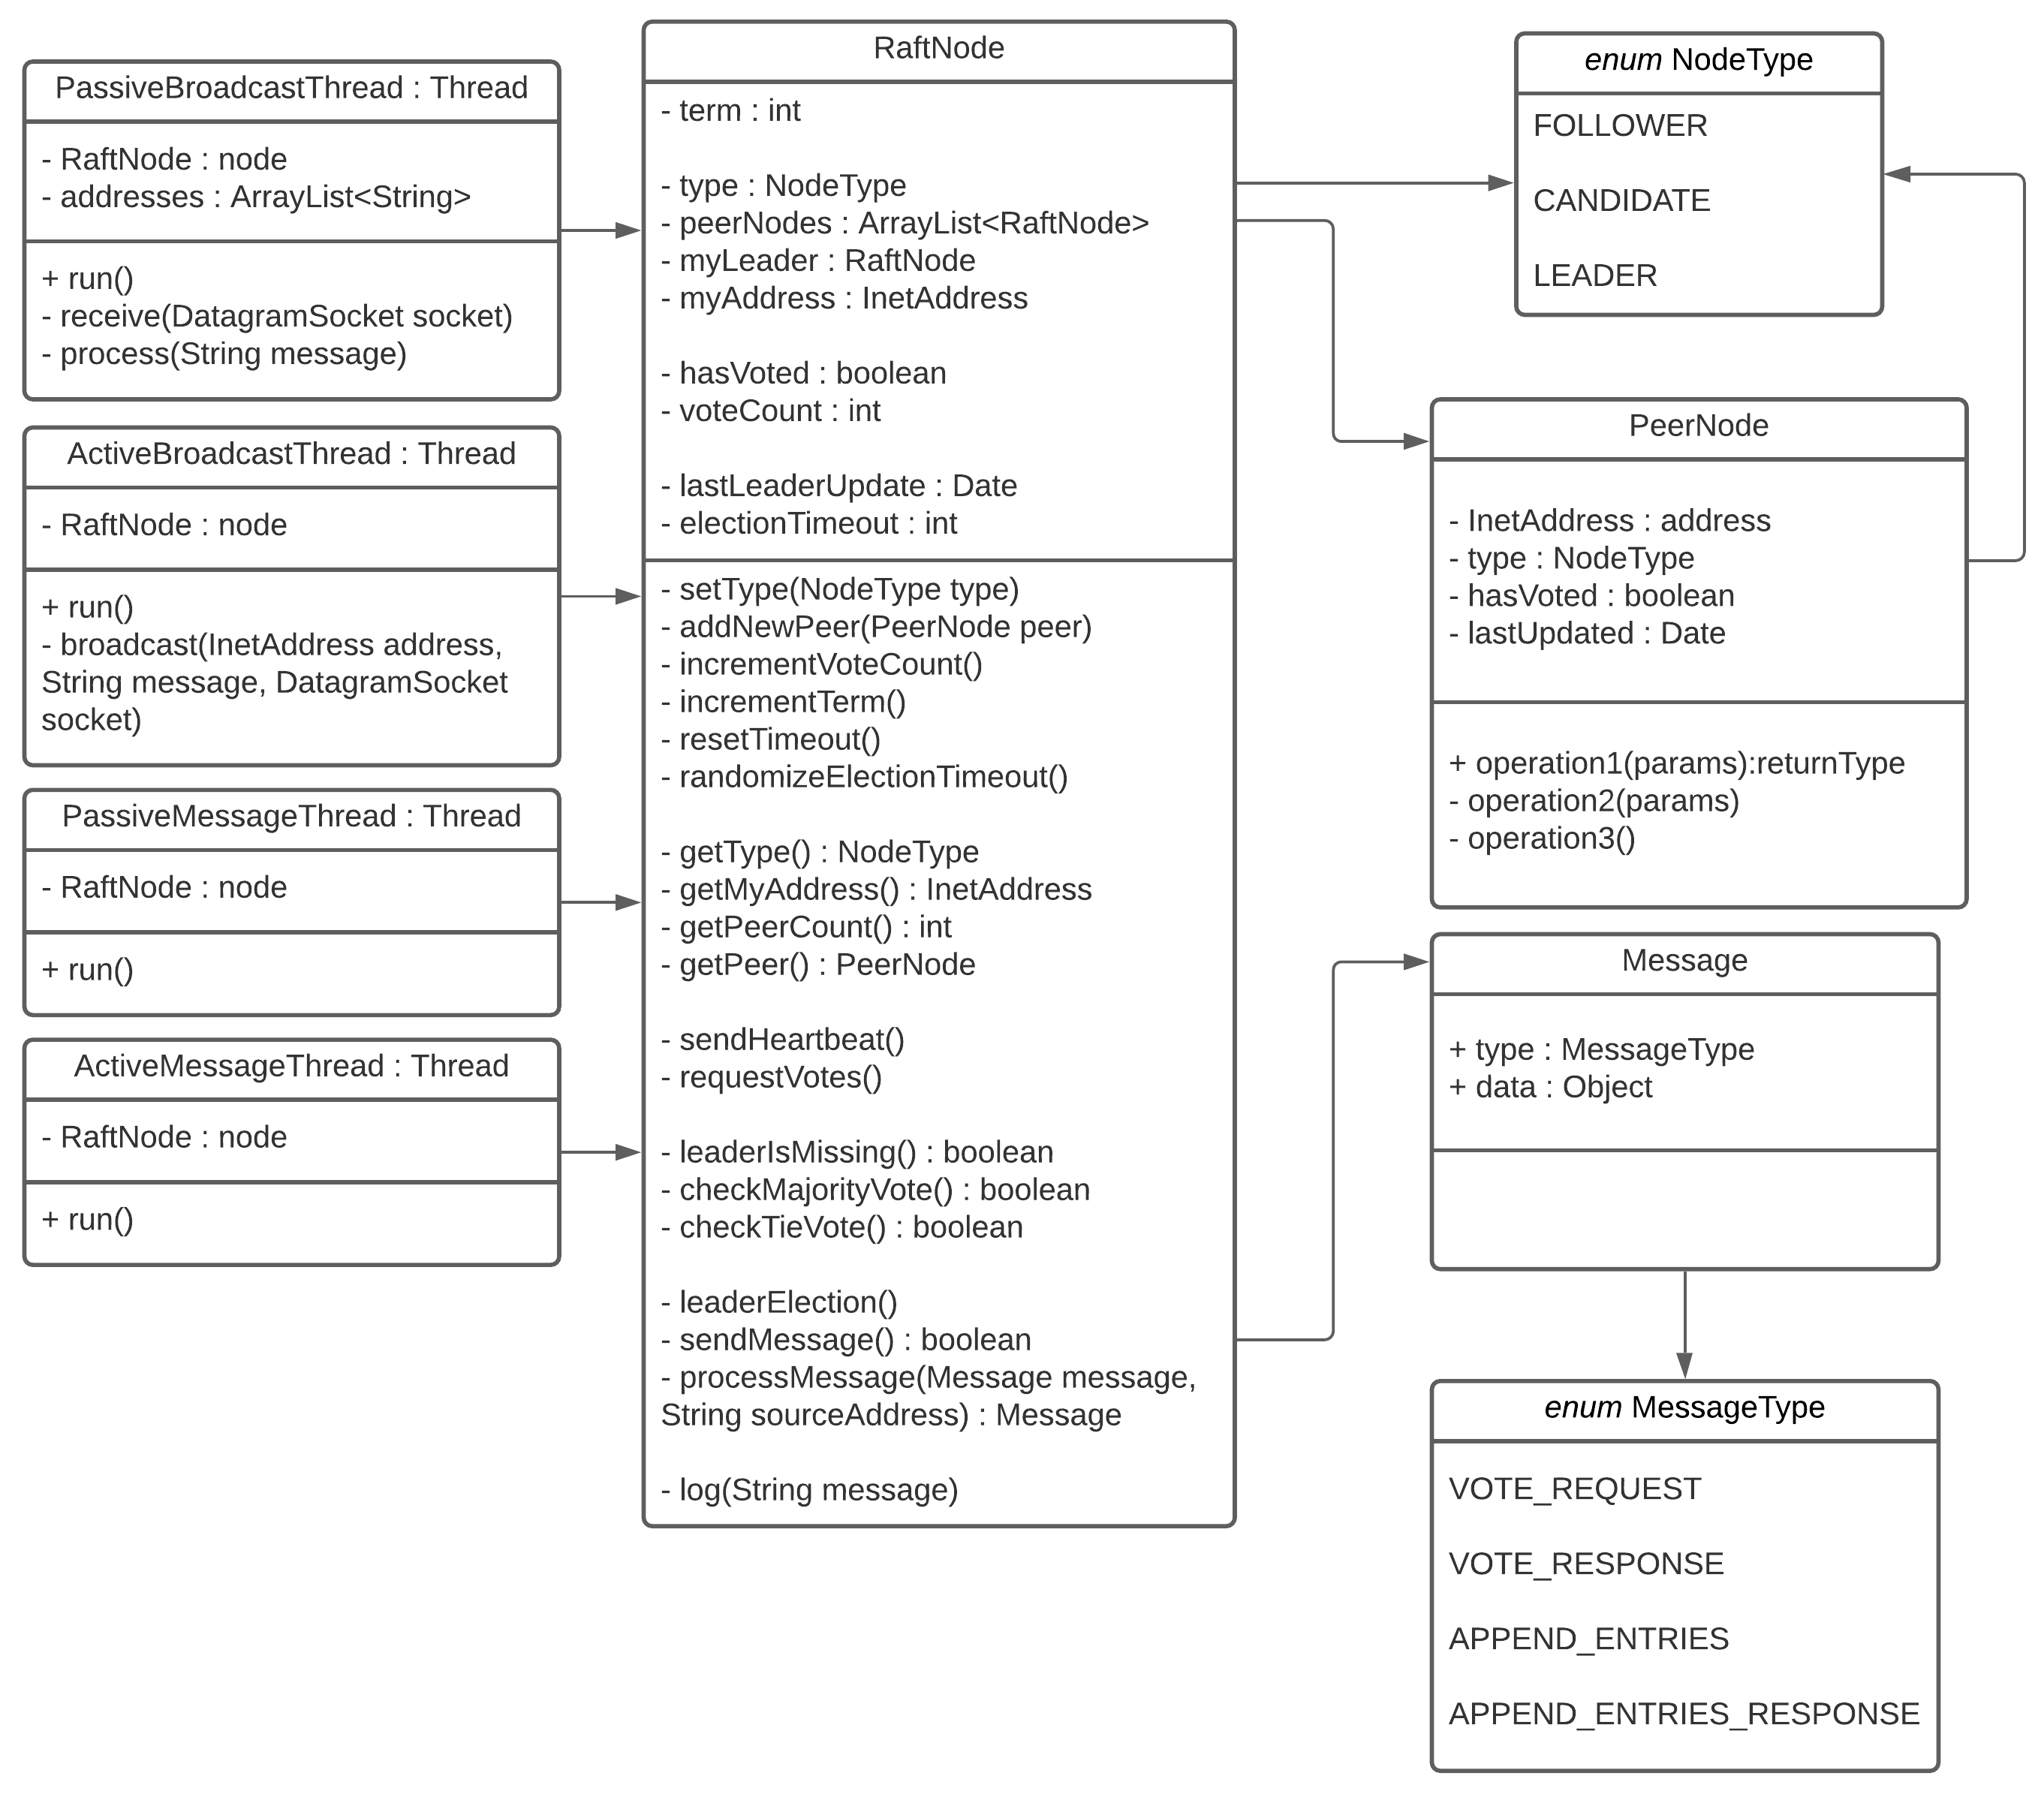 PassiveBroadcastThread : Thread
- RaftNode : node
- addresses : ArrayList<String>
+ run()
- receive(DatagramSocket socket)
- process(String message)
ActiveBroadcastThread : Thread
- RaftNode : node
+ run()
- broadcast(InetAddress address,
String message, DatagramSocket
socket)
PassiveMessageThread : Thread
- RaftNode : node
+ run()
ActiveMessageThread : Thread
- RaftNode : node
+ run()
RaftNode
- term : int
- type : NodeType
- peerNodes : ArrayList<RaftNode>
- myLeader : RaftNode
- myAddress : InetAddress
- hasVoted : boolean
- voteCount : int
- lastLeaderUpdate : Date
- electionTimeout : int
- setType(NodeType type)
- addNewPeer(PeerNode peer)
- incrementVoteCount()
- incrementTerm()
- resetTimeout()
- randomizeElectionTimeout()
- getType() : NodeType
- getMyAddress() : InetAddress
- getPeerCount() : int
- getPeer() : PeerNode
- sendHeartbeat()
- requestVotes()
- leaderIsMissing() : boolean
- checkMajorityVote() : boolean
- checkTieVote() : boolean
- leaderElection()
- sendMessage() : boolean
- processMessage(Message message,
String sourceAddress) : Message
- log(String message)
enum NodeType
FOLLOWER
CANDIDATE
LEADER
PeerNode
- InetAddress : address
- type : NodeType
- hasVoted : boolean
- lastUpdated : Date
+ operation1(params):returnType
- operation2(params)
- operation3()
Message
+ type : MessageType
+ data : Object
enum MessageType
VOTE_REQUEST
VOTE_RESPONSE
APPEND_ENTRIES
APPEND_ENTRIES_RESPONSE